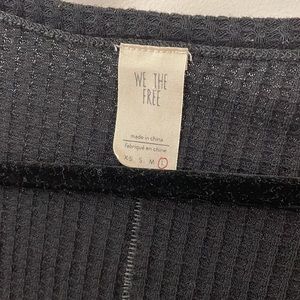 WE THE
FREE
made in china
fabriqué en chine
XS S M L